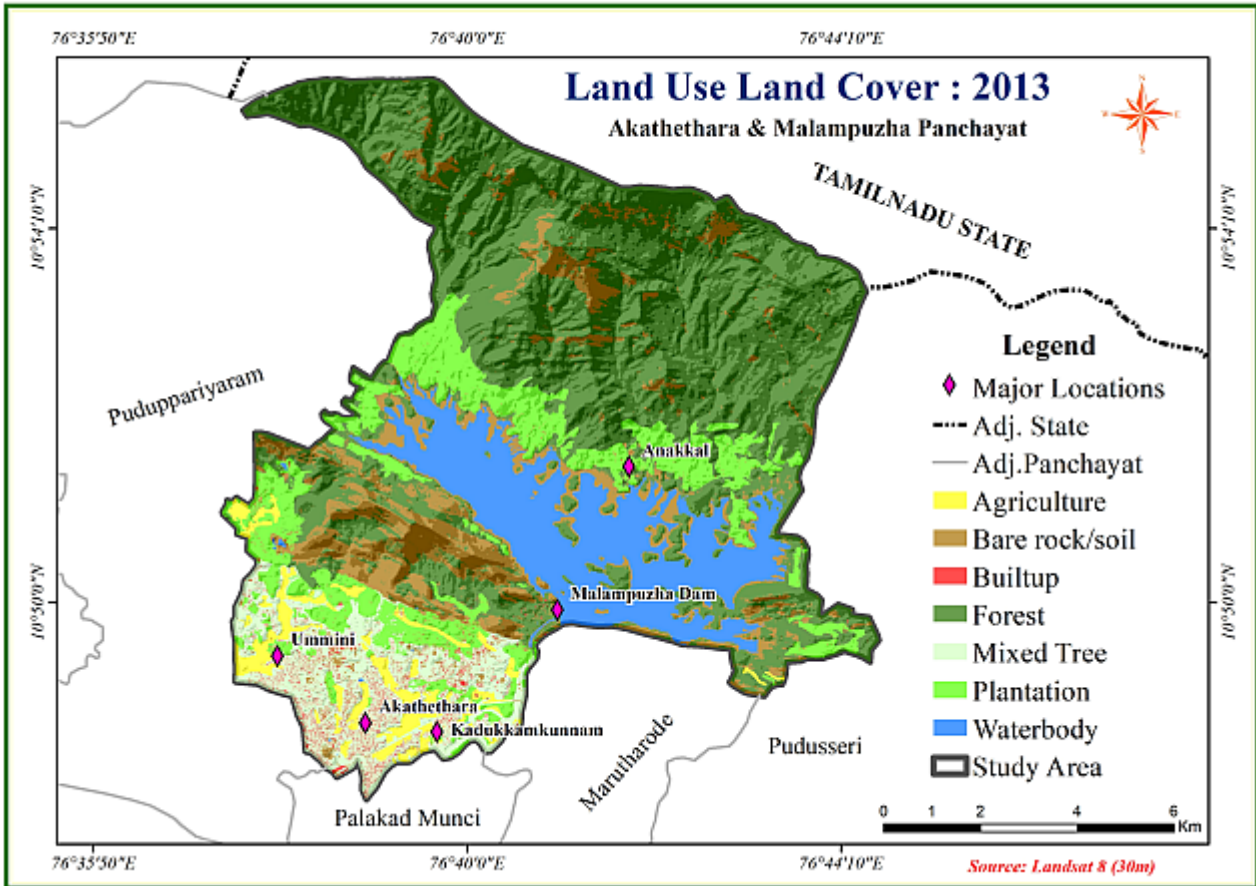 76°35'50"E 76°40'0"E 76°44'10"E
Land Use Land Cover : 2013
Akathethara & Malampuzha Panchayat
N
W E
S
TAMILNADU STATE
10°54'10"N 10°54'10"N
Puduppariyaram
Anakkal
Malampuzha Dam
10°50'0"N 10°50'0"N
Ummini
Akathethara
Kadukkamkunnam
Marutharode
Pudusseri
Palakad Munci
Legend
Major Locations
Adj. State
Adj.Panchayat
Agriculture
Bare rock/soil
Builtup
Forest
Mixed Tree
Plantation
Waterbody
Study Area
0 1 2 4 6
Km
76°35'50"E 76°40'0"E 76°44'10"E
Source: Landsat 8 (30m)